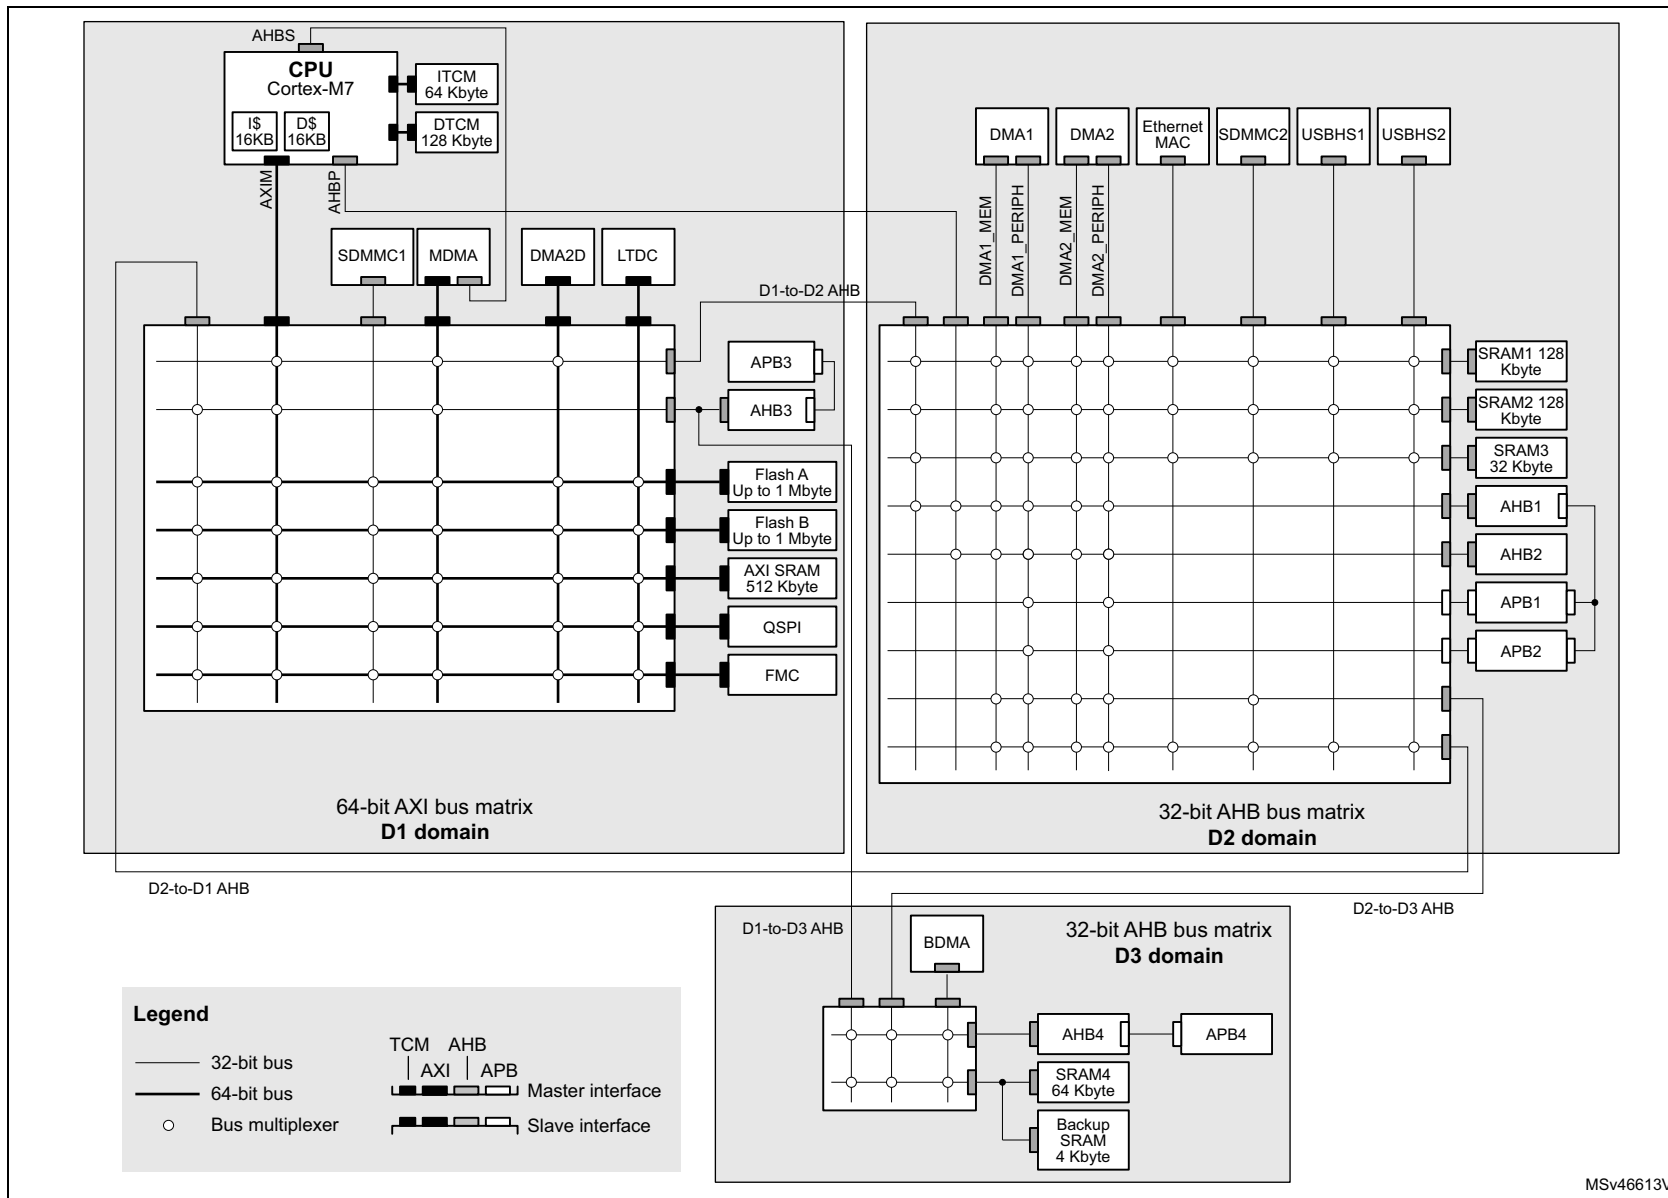 AHBS
CPU
Cortex-M7
I$
16KB
D$
16KB
ITCM
64 Kbyte
DTCM
128 Kbyte
AXIM
AHBP
SDMMC1
MDMA
DMA2D
LTDC
D1-to-D2 AHB
APB3
AHB3
Flash A
Up to 1 Mbyte
Flash B
Up to 1 Mbyte
AXI SRAM
512 Kbyte
QSPI
FMC
64-bit AXI bus matrix
D1 domain
DMA1
DMA2
Ethernet
MAC
SDMMC2
USBHS1
USBHS2
DMA1_MEM
DMA1_PERIPH
DMA2_MEM
DMA2_PERIPH
SRAM1 128
Kbyte
SRAM2 128
Kbyte
SRAM3
32 Kbyte
AHB1
AHB2
APB1
APB2
32-bit AHB bus matrix
D2 domain
D2-to-D1 AHB
D2-to-D3 AHB
D1-to-D3 AHB
BDMA
32-bit AHB bus matrix
D3 domain
AHB4
APB4
SRAM4
64 Kbyte
Backup
SRAM
4 Kbyte
Legend
32-bit bus
64-bit bus
Bus multiplexer
TCM
AHB
AXI
APB
Master interface
Slave interface
MSv46613V